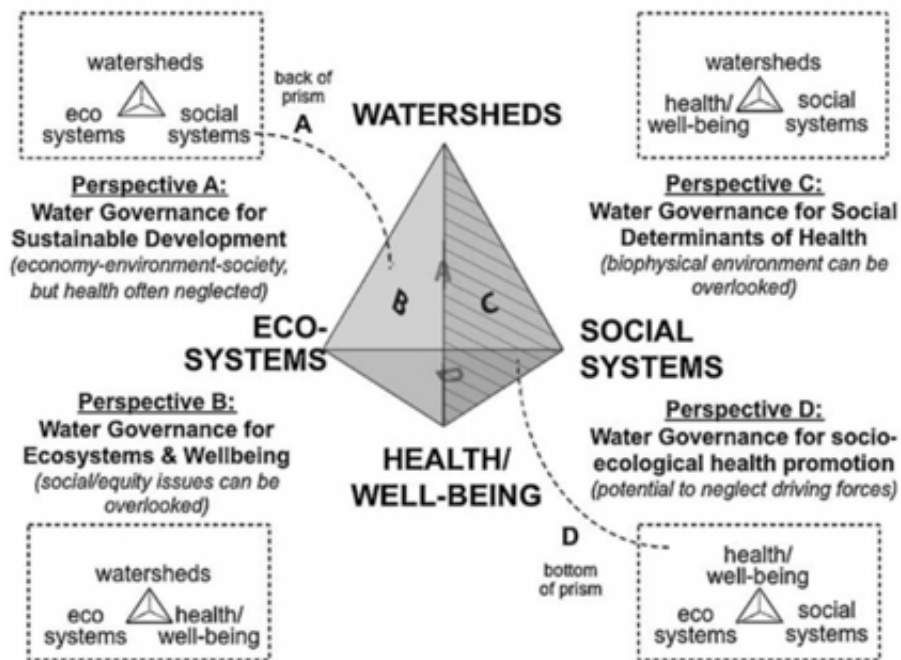 watersheds
eco
systems
social
systems
back of
prism
A
WATERSHEDS
watersheds
health/
well-being
social
systems
Perspective A:
Water Governance for
Sustainable Development
(economy-environment-society,
but health often neglected)
Perspective C:
Water Governance for Social
Determinants of Health
(biophysical environment can be
overlooked)
A
B
C
D
ECO-
SYSTEMS
SOCIAL
SYSTEMS
HEALTH/
WELL-BEING
Perspective B:
Water Governance for
Ecosystems & Wellbeing
(social/equity issues can be
overlooked)
Perspective D:
Water Governance for socio-
ecological health promotion
(potential to neglect driving forces)
D
bottom
of prism
watersheds
eco
systems
health/
well-being
health/
well-being
eco
systems
social
systems